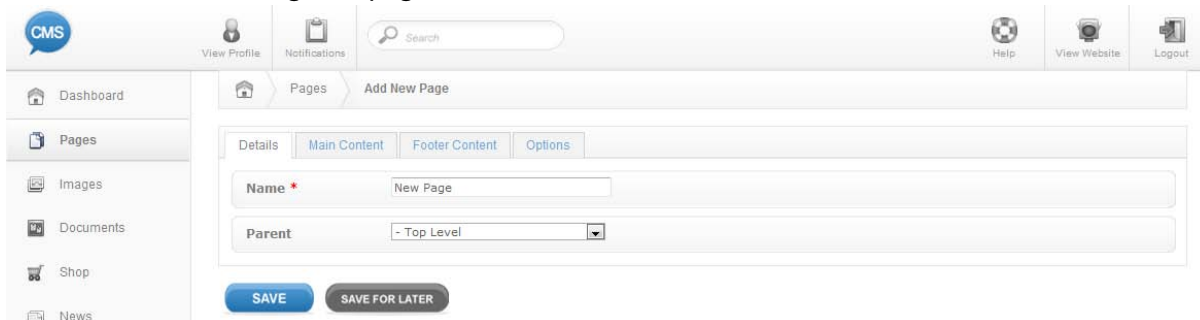 CMS
View Profile
Notifications
Search
Help
View Website
Logout
Dashboard
Pages
Images
Documents
Shop
News
Pages
Add New Page
Details
Main Content
Footer Content
Options
Name *
New Page
Parent
- Top Level
SAVE
SAVE FOR LATER